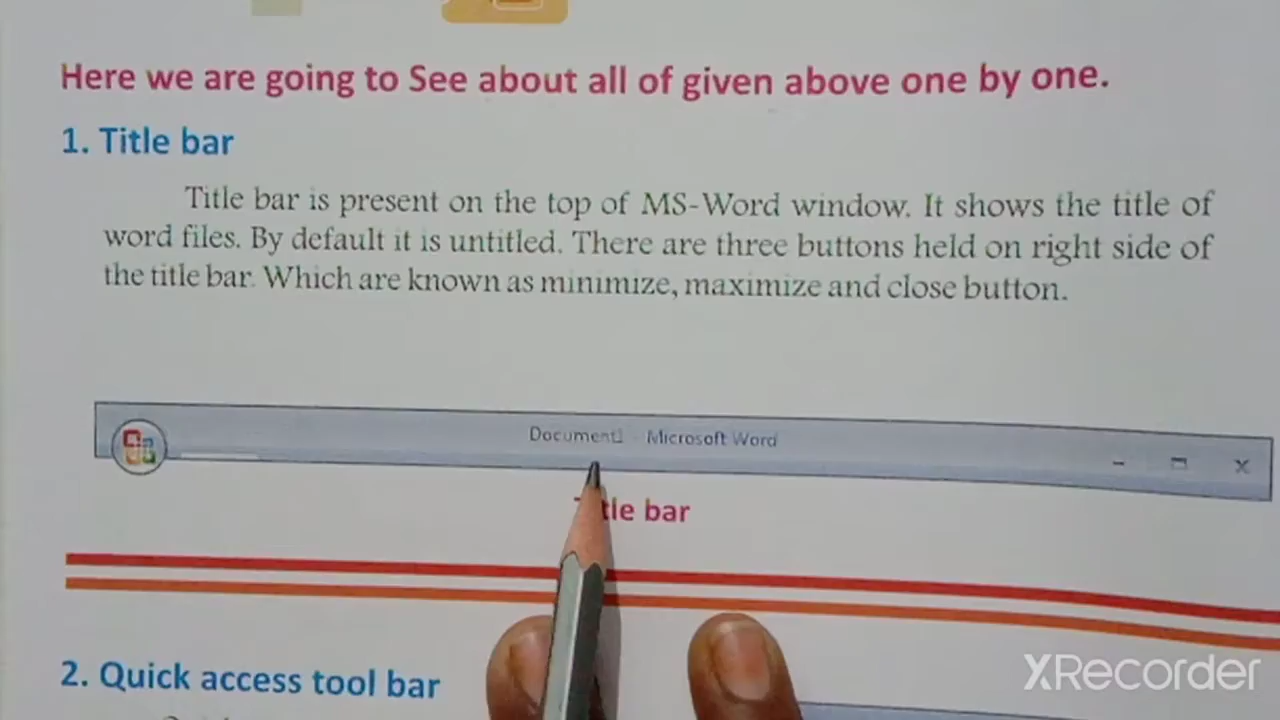 Here we are going to See about all of given above one by one.
1. Title bar
Title bar is present on the top of MS-Word window. It shows the title of
word files. By default it is untitled. There are three buttons held on right side of
the title bar. Which are known as minimize, maximize and close button.
Document1 - Microsoft Word
Title bar
2. Quick access tool bar
XRecorder